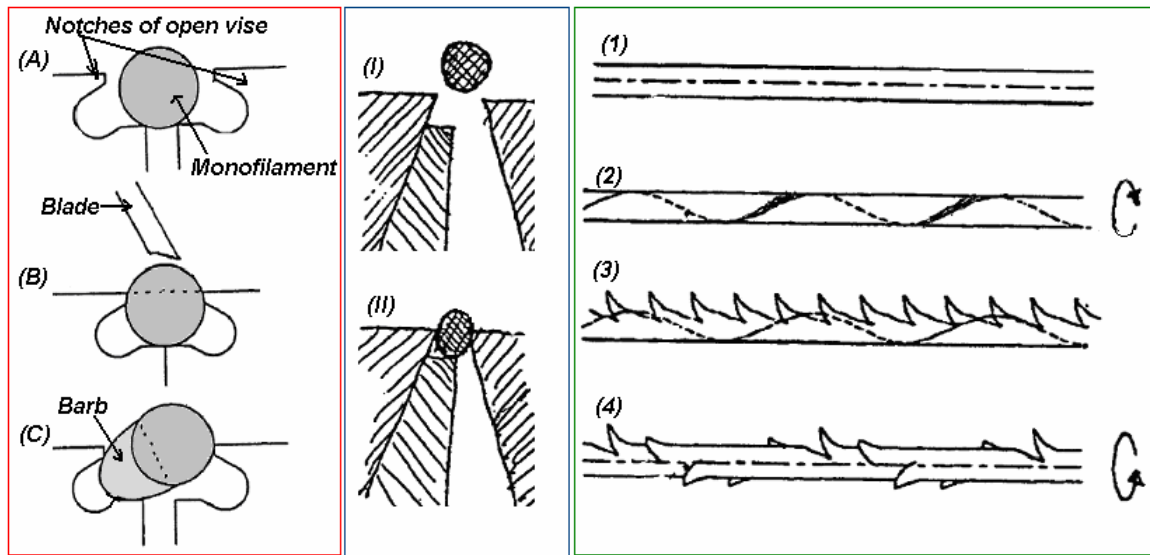 Notches of open vise
(A)
Monofilament
Blade
(B)
Barb
(C)
(I)
(II)
(1)
(2)
(3)
(4)